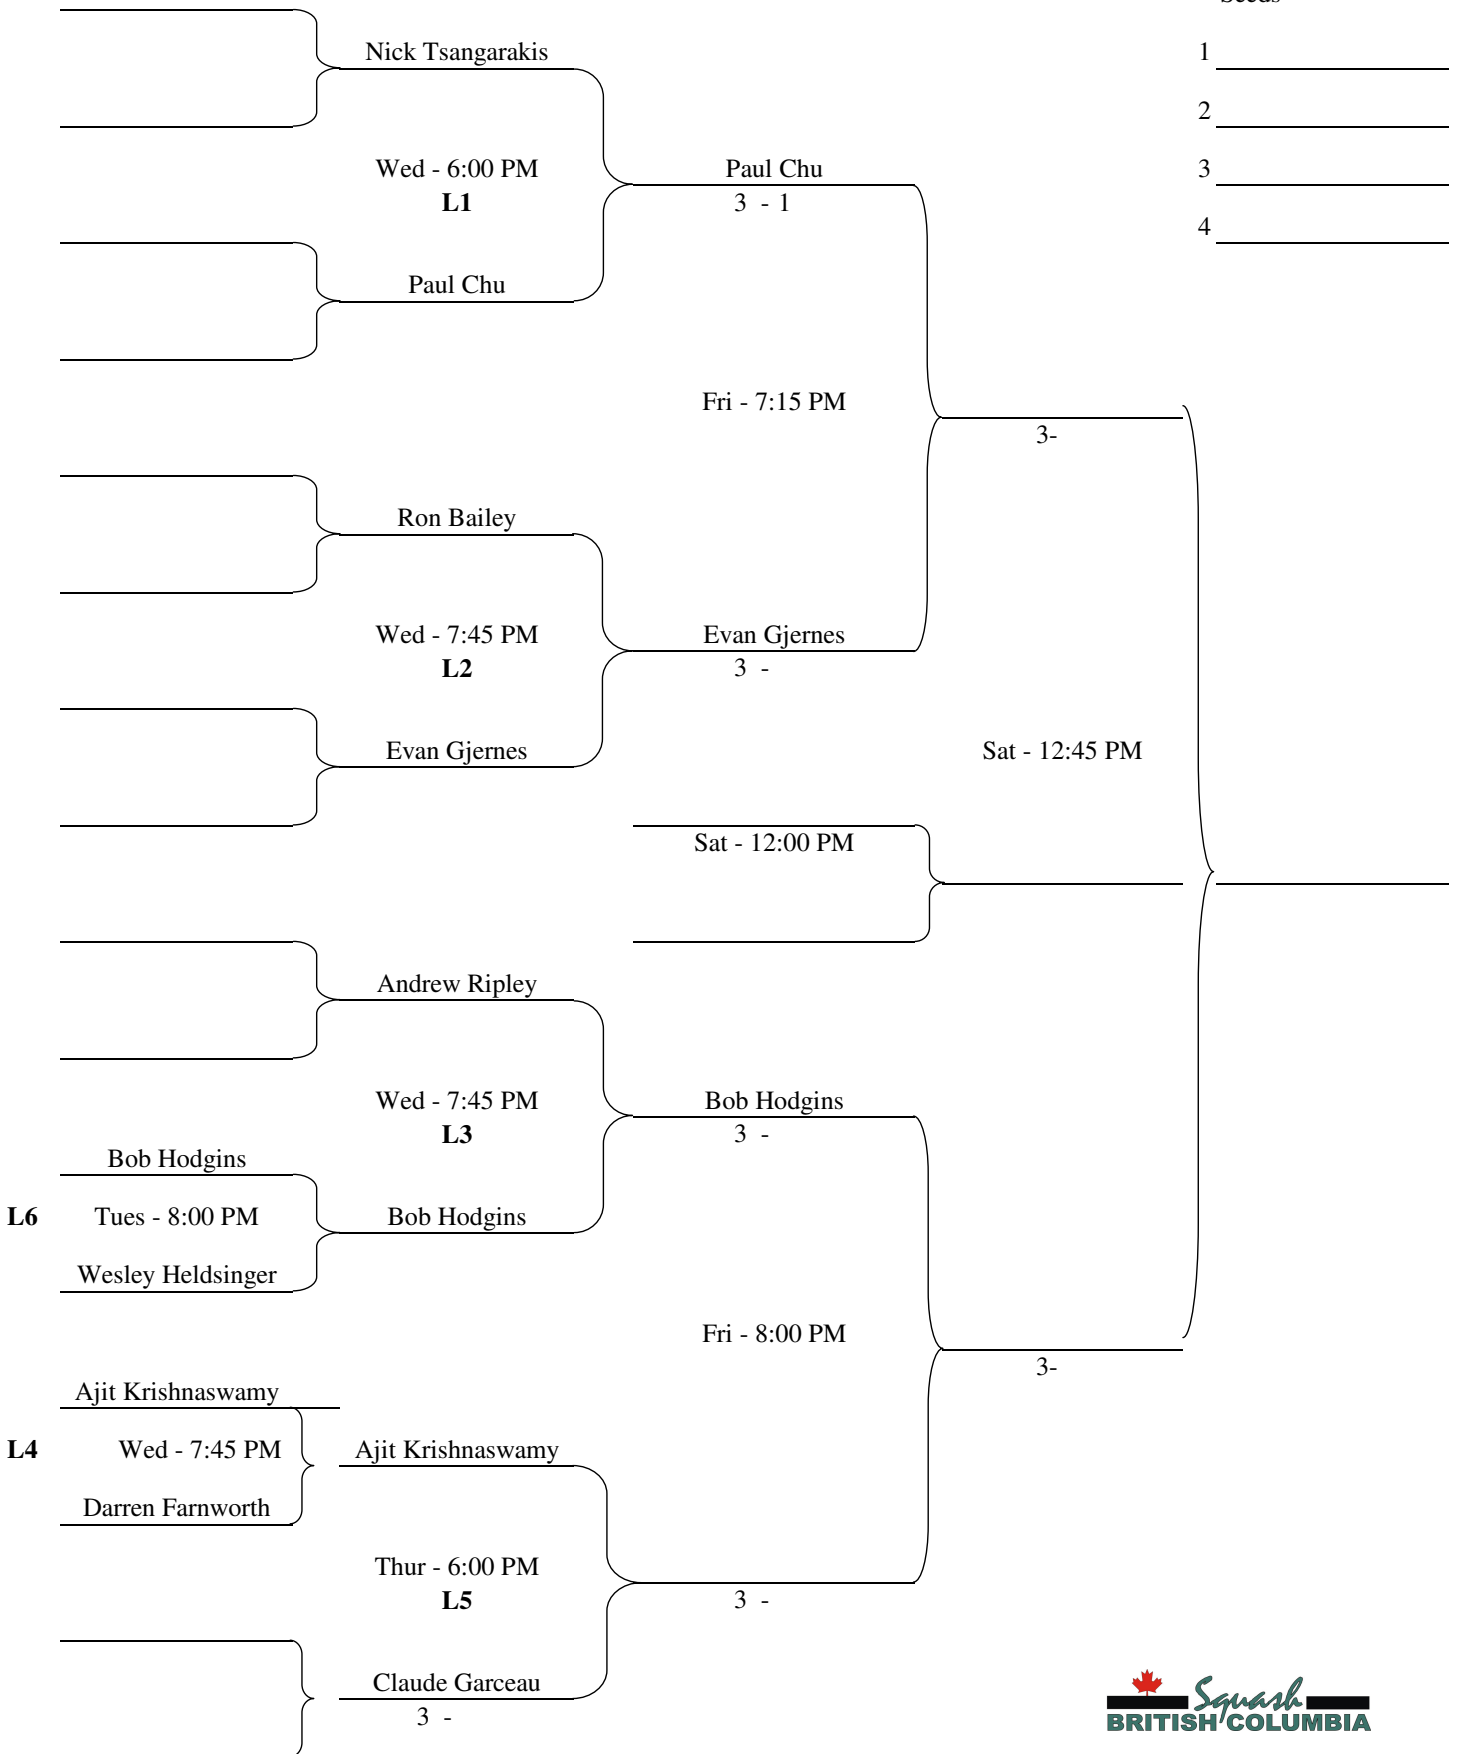 Seeds
Nick Tsangarakis
1
2
Wed - 6:00 PM
L1
Paul Chu
3 - 1
3
4
Paul Chu
Fri - 7:15 PM
3-
Ron Bailey
Wed - 7:45 PM
L2
Evan Gjernes
3 -
Evan Gjernes
Sat - 12:45 PM
Sat - 12:00 PM
Andrew Ripley
Wed - 7:45 PM
L3
Bob Hodgins
3 -
Bob Hodgins
L6 Tues - 8:00 PM
Bob Hodgins
Wesley Heldsinger
Fri - 8:00 PM
3-
Ajit Krishnaswamy
L4 Wed - 7:45 PM
Ajit Krishnaswamy
Darren Farnworth
Thur - 6:00 PM
L5
3 -
Claude Garceau
3 -
Squash
BRITISH COLUMBIA